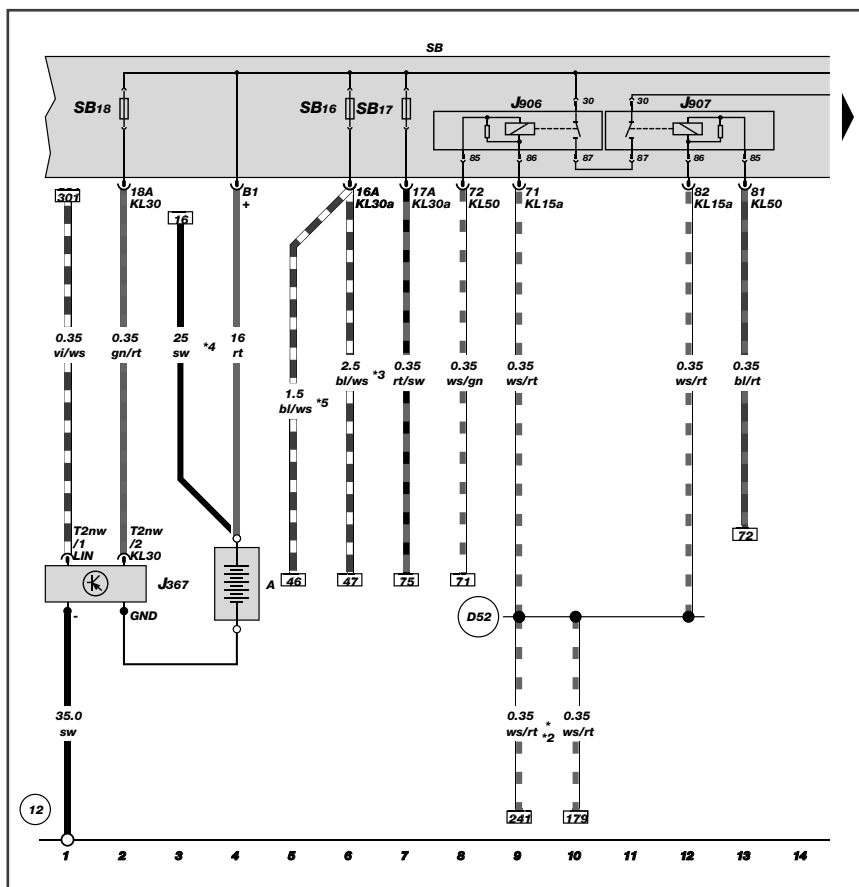 SB
SB18
SB16 SB17
J906
30
30
J907
85
86
87
87
86
85
301
18A
KL30
16
B1
+
16A
KL30a
17A
KL30a
72
KL50
71
KL15a
82
KL15a
81
KL50
0.35
vi/ws
0.35
gn/rt
25
sw
*4
16
rt
1.5
bl/ws
*5
2.5
bl/ws
*3
0.35
rt/sw
0.35
ws/gn
0.35
ws/rt
0.35
ws/rt
0.35
bl/rt
T2nw
/1
LIN
T2nw
/2
KL30
J367
A
46
47
75
71
72
-
GND
D52
35.0
sw
0.35
ws/rt
*
*2
0.35
ws/rt
12
241
179
1 2 3 4 5 6 7 8 9 10 11 12 13 14